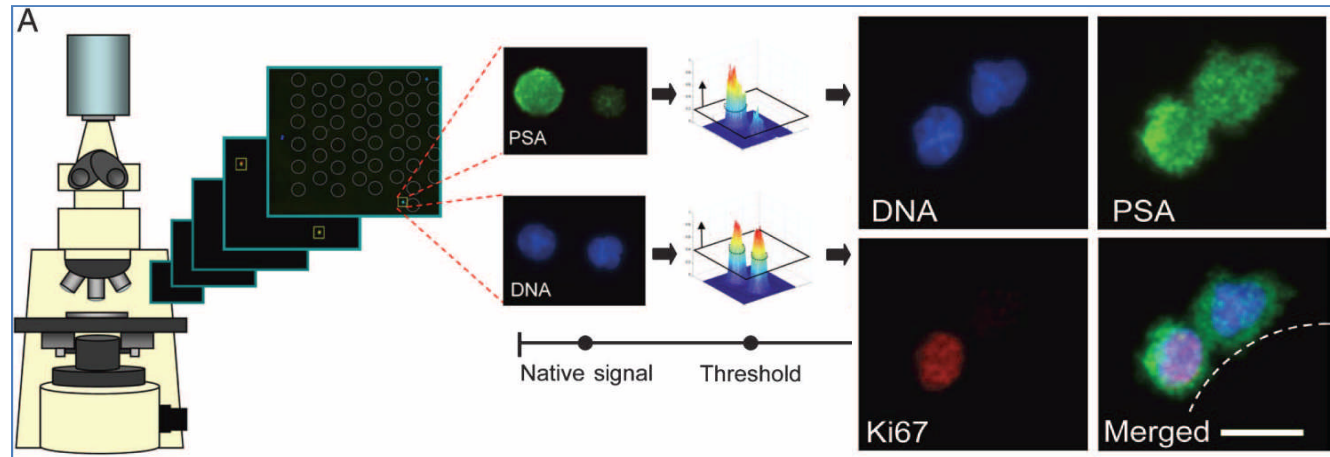 A
PSA
DNA
Native signal
Threshold
DNA
PSA
Ki67
Merged